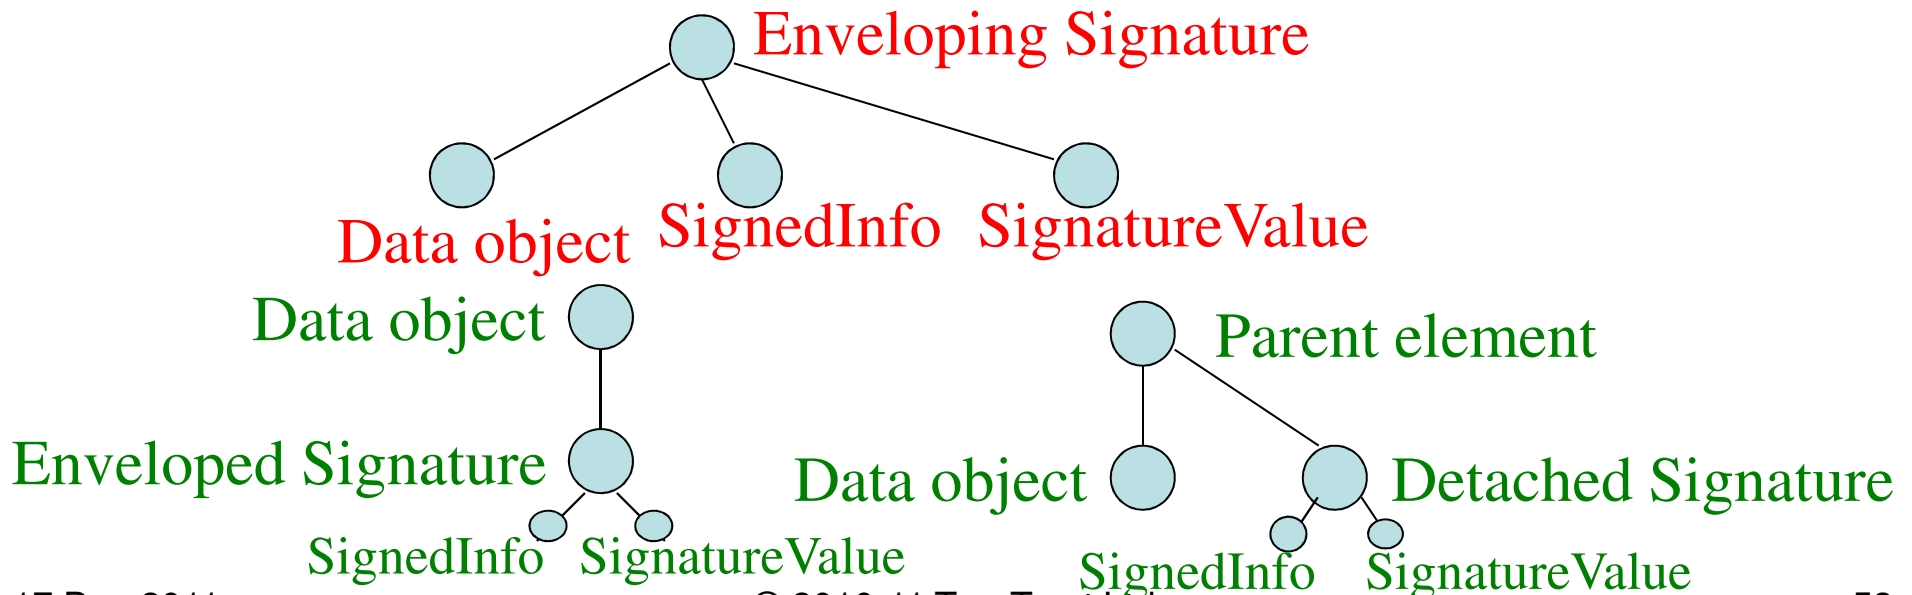 Enveloping Signature
Data object
SignedInfo
SignatureValue
Data object
Enveloped Signature
SignedInfo
SignatureValue
Parent element
Data object
Detached Signature
SignedInfo
SignatureValue